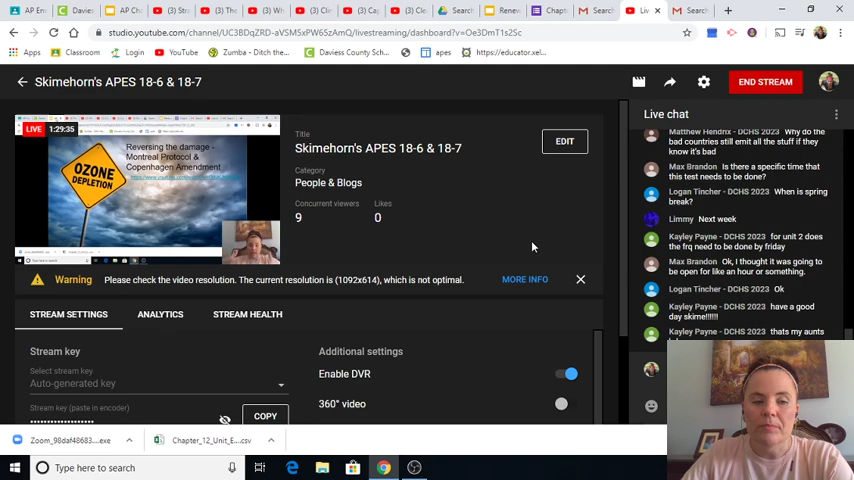 AP En
Davies
AP Ch
(3) Stra
(3) Tho
(3) Wh
(3) Clin
(3) Cap
(3) Cle
Search
Renew
Chapt
Search
Liv
Search
studio.youtube.com/channel/UC3BDqZRD-aVSM5xPW65zAmQ/livestreaming/dashboard?v=Oe3DmT1s2Sc
Apps
Classroom
Login
YouTube
Zumba - Ditch the...
Daviess County Sch...
apes
https://educator.xel...
Skimehorn's APES 18-6 & 18-7
END STREAM
LIVE 1:29:35
Reversing the damage -
Montreal Protocol &
Copenhagen Amendment
OZONE
DEPLETION
Title
Skimehorn's APES 18-6 & 18-7
EDIT
Category
People & Blogs
Concurrent viewers
Likes
9
0
Warning
Please check the video resolution. The current resolution is (1092x614), which is not optimal.
MORE INFO
STREAM SETTINGS
ANALYTICS
STREAM HEALTH
Stream key
Select stream key
Auto-generated key
Stream key (paste in encoder)
COPY
Additional settings
Enable DVR
360° video
Live chat
Matthew Hendrix Why do the
bad countries still emit all the stuff if they
know it's bad
Max Brandon Is there a specific time that
this test needs to be done?
Logan Tincher - DCHS 2023 When is spring
break?
Limmy Next week
Kayley Payne - DCHS 2023 for unit 2 does
the frq need to be done by friday
Max Brandon Ok, I thought it was going to
be open for like an hour or something.
Logan Tincher - DCHS 2023 Ok
Kayley Payne - DCHS 2023 have a good
day skime!!!!!!
Kayley Payne - DCHS 2023 thats my aunts
Zoom_98daf48683....exe
Chapter_12_Unit_E....csv
Show all
Type here to search